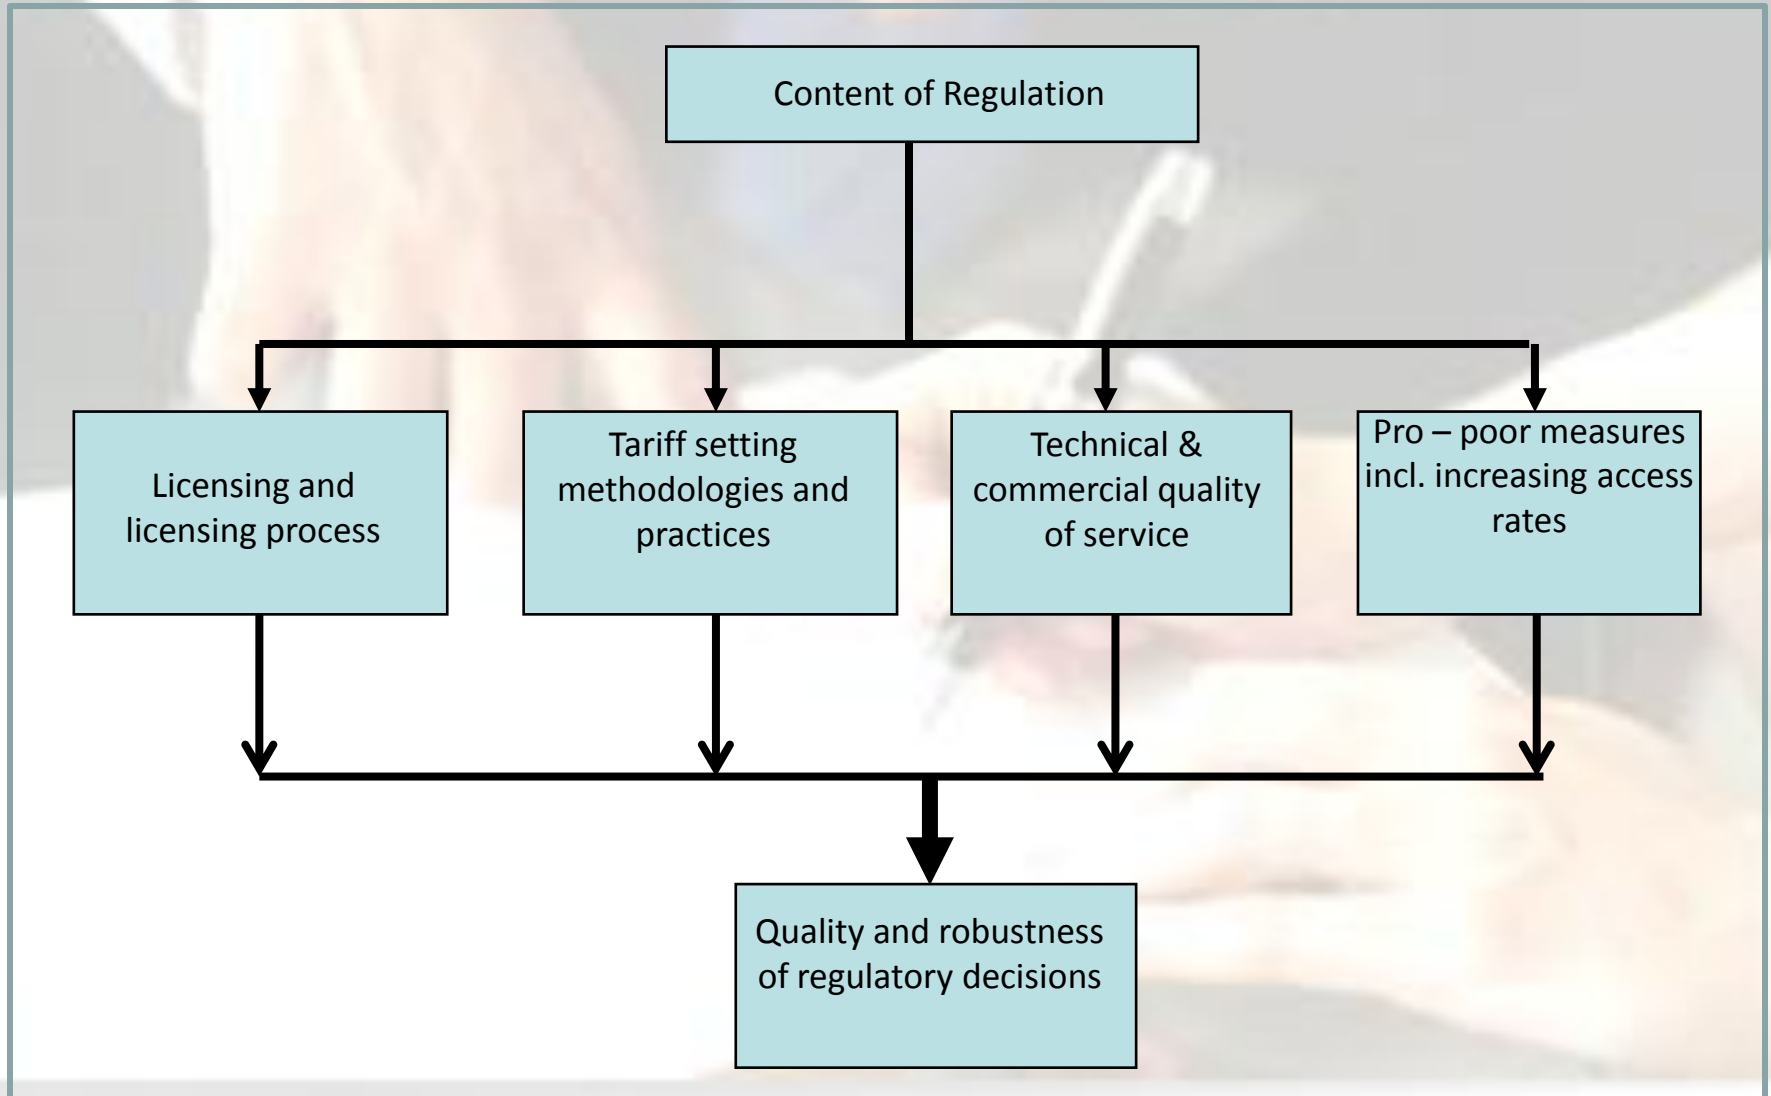 Content of Regulation
Licensing and
licensing process
Tariff setting
methodologies and
practices
Technical &
commercial quality
of service
Pro – poor measures
incl. increasing access
rates
Quality and robustness
of regulatory decisions